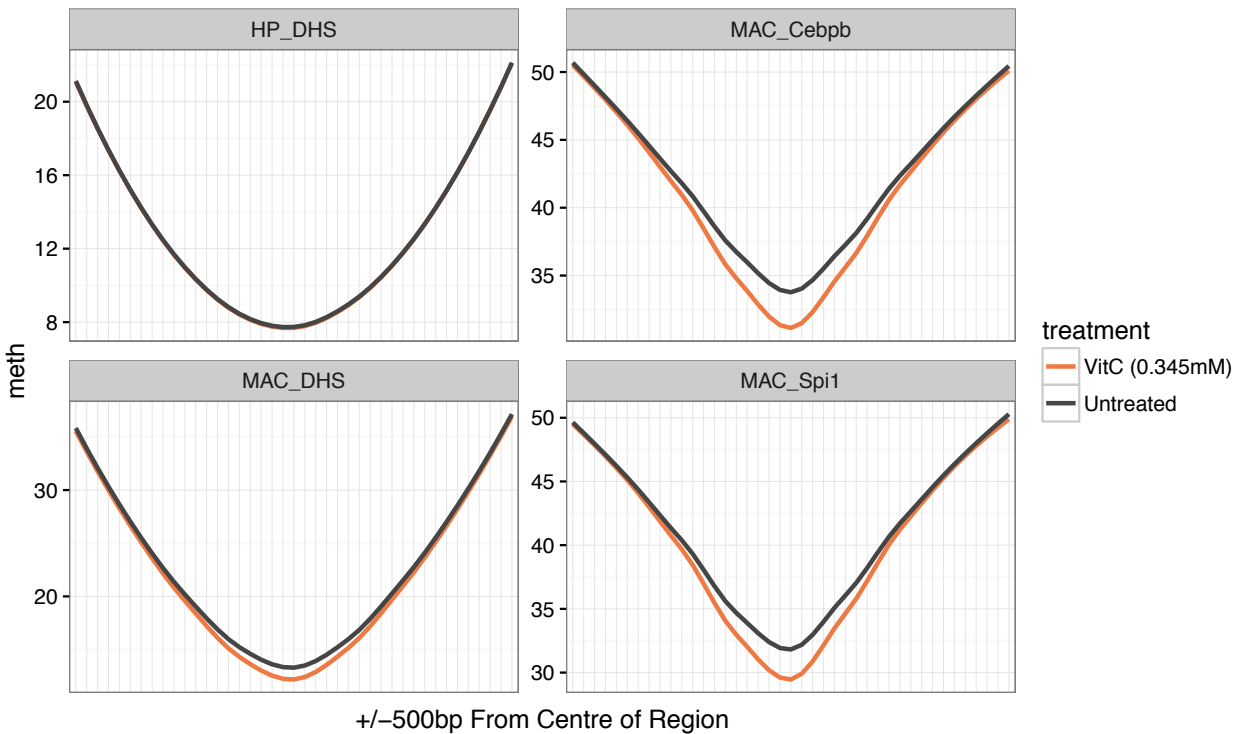 HP_DHS
MAC_Cebpb
20
16
12
8
50
45
40
35
meth
MAC_DHS
MAC_Spi1
30
20
50
45
40
35
30
treatment
VitC (0.345mM)
Untreated
+/−500bp From Centre of Region